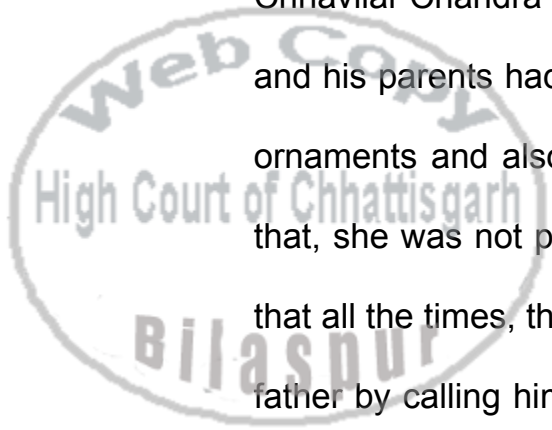 Chhavilal Chandra
and his parents had
ornaments and also
that, she was not p
that all the times, th
father by calling him
Web Copy
High Court of Chhattisgarh
Bilaspur